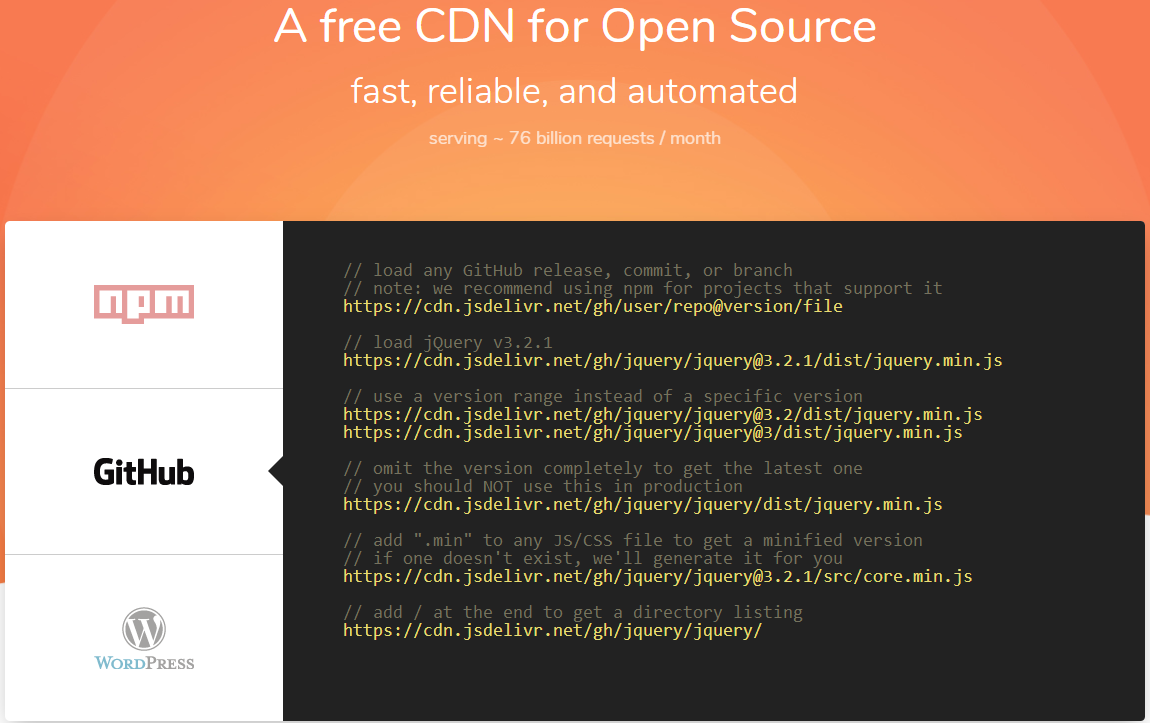 A free CDN for Open Source
fast, reliable, and automated
serving ~ 76 billion requests / month
npm
GitHub
WORDPRESS
// load any GitHub release, commit, or branch
// note: we recommend using npm for projects that support it
https://cdn.jsdelivr.net/gh/user/repo@version/file
// load jQuery v3.2.1
https://cdn.jsdelivr.net/gh/jquery/jquery@3.2.1/dist/jquery.min.js
// use a version range instead of a specific version
https://cdn.jsdelivr.net/gh/jquery/jquery@3.2/dist/jquery.min.js
https://cdn.jsdelivr.net/gh/jquery/jquery@3/dist/jquery.min.js
// omit the version completely to get the latest one
// you should NOT use this in production
https://cdn.jsdelivr.net/gh/jquery/jquery/dist/jquery.min.js
// add ".min" to any JS/CSS file to get a minified version
// if one doesn't exist, we'll generate it for you
https://cdn.jsdelivr.net/gh/jquery/jquery@3.2.1/src/core.min.js
// add / at the end to get a directory listing
https://cdn.jsdelivr.net/gh/jquery/jquery/